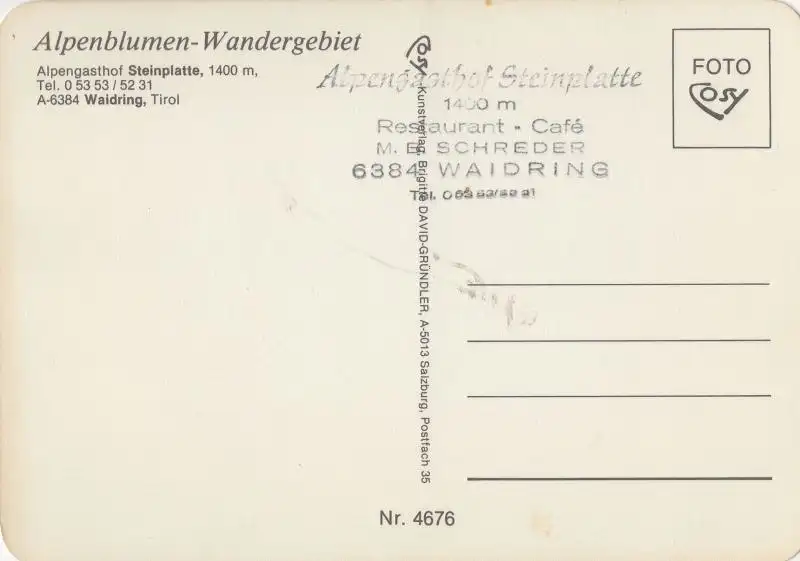 Alpenblumen-Wandergebiet
Alpengasthof Steinplatte, 1400 m,
Tel. 0 53 53 / 52 31
A-6384 Waidring, Tirol
Alpengasthof Steinplatte
1400 m
Restaurant - Café
M. E. SCHREDER
6384 WAIDRING
Tel.
FOTO
Cosy
Cosy
-Kunstverlag, Brigitte DAVID-GRÜNDLER, A-5013 Salzburg, Postfach 35
Nr. 4676